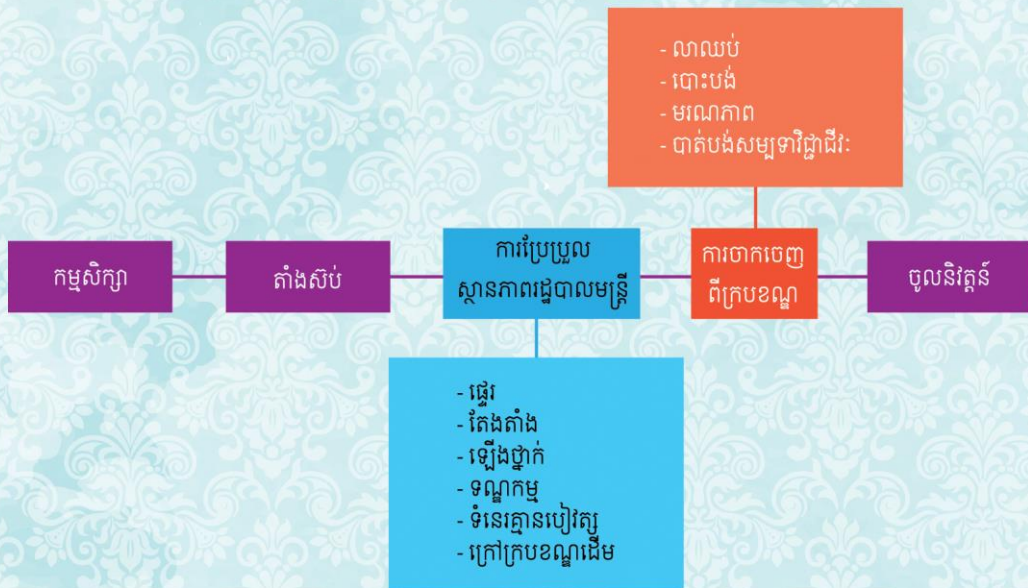 - លាឈប់
- បោះបង់
- មរណភាព
- បាត់បង់សម្បទាវិជ្ជាជីវៈ
កម្មសិក្សា
តាំងស៊ប់
ការប្រែប្រួល
ស្ថានភាពរដ្ឋបាលមន្ត្រី
ការចាកចេញ
ពីក្របខណ្ឌ
ចូលនិវត្តន៍
- ផ្ទេរ
- តែងតាំង
- ឡើងថ្នាក់
- ទណ្ឌកម្ម
- ទំនេរគ្មានបៀវត្ស
- ក្រៅក្របខណ្ឌដើម